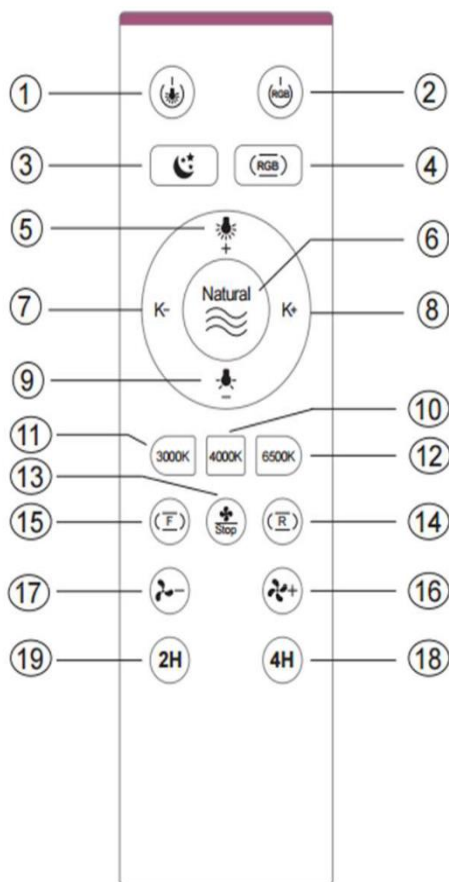 1 2
RGB
3 4
RGB
5 6
+
7 K- Natural K+ 8
9
-
10
11 3000K 4000K 6500K 12
13
15 F Stop R 14
17 - + 16
19 2H 4H 18